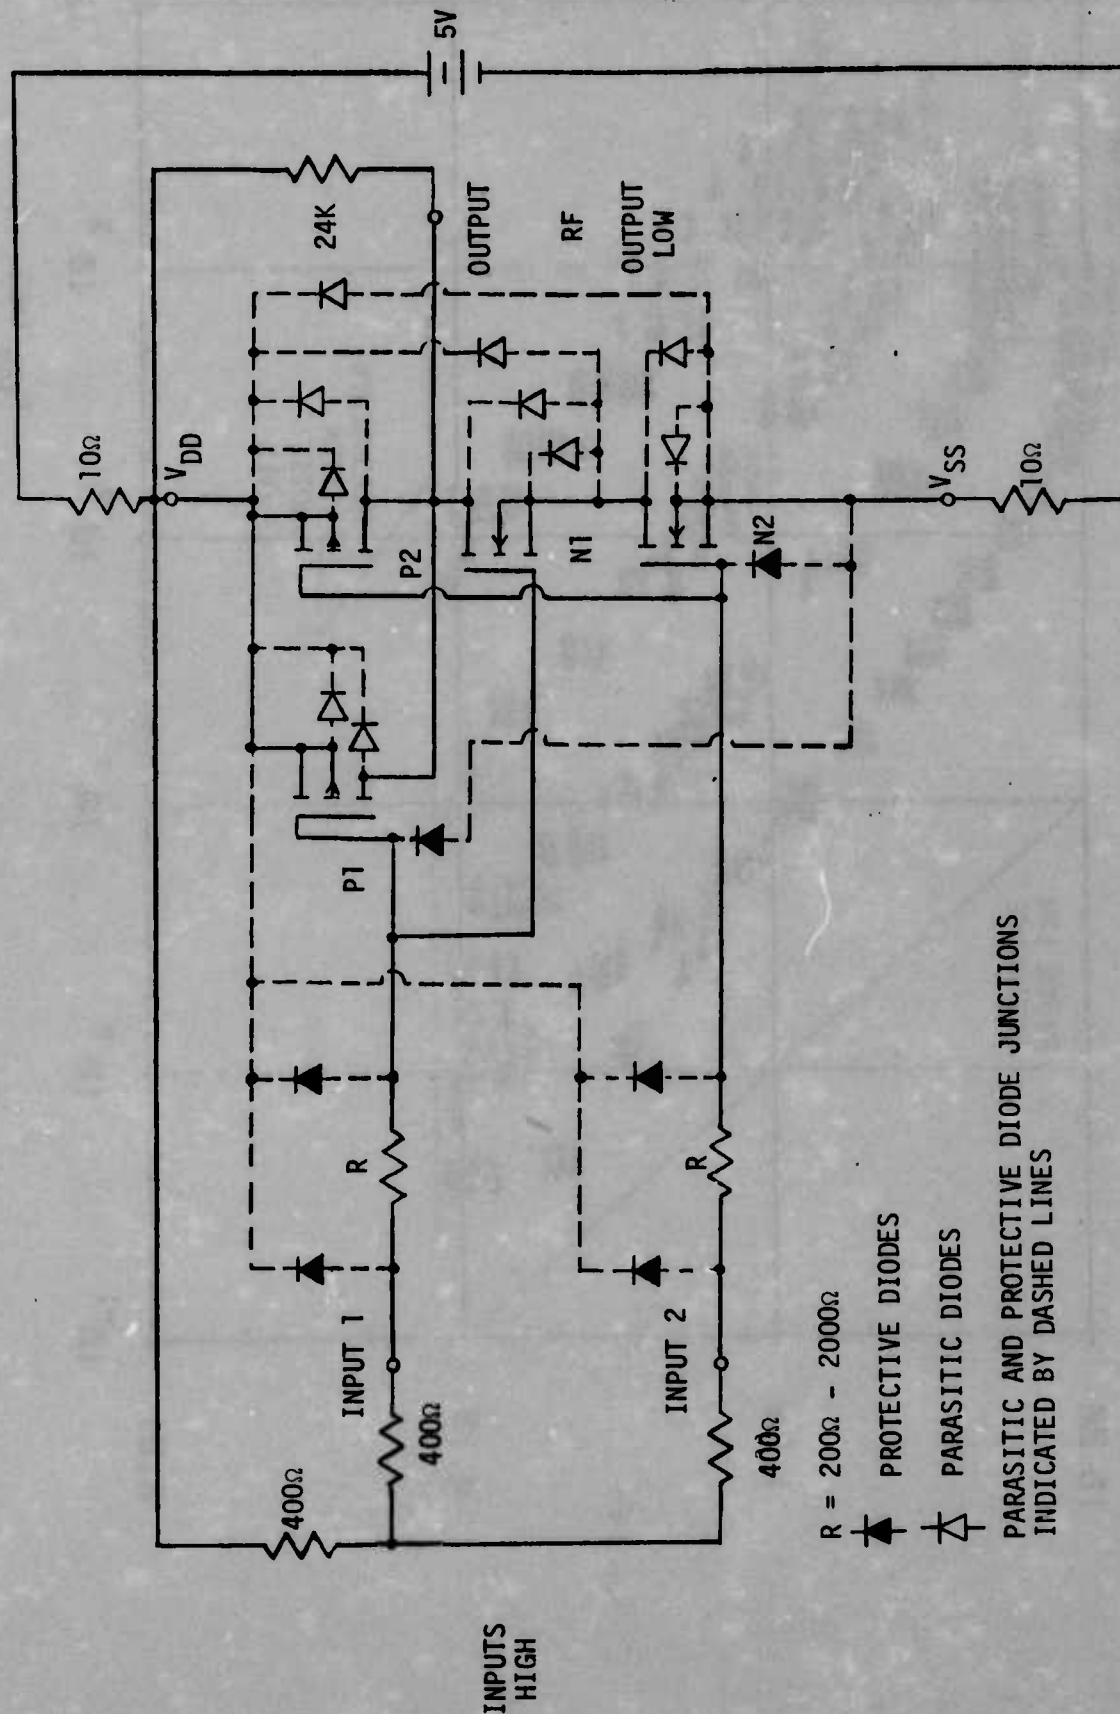 INPUTS
HIGH
400Ω
400Ω
INPUT 1
R
P1
P2
10Ω
VDD
24K
5V
OUTPUT
RF
OUTPUT
LOW
N1
N2
VSS
10Ω
400Ω
INPUT 2
R
R = 200Ω - 2000Ω
PROTECTIVE DIODES
PARASITIC DIODES
PARASITIC AND PROTECTIVE DIODE JUNCTIONS
INDICATED BY DASHED LINES